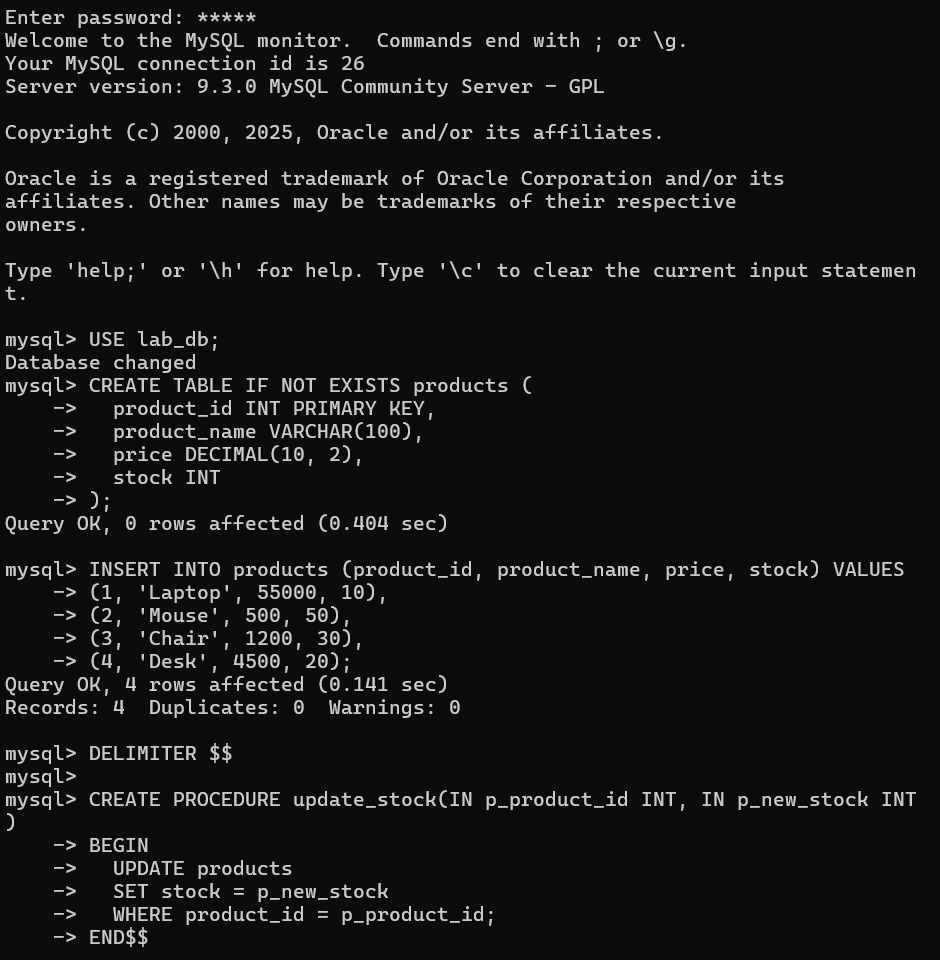 Enter password: *****
Welcome to the MySQL monitor.  Commands end with ; or \g.
Your MySQL connection id is 26
Server version: 9.3.0 MySQL Community Server - GPL

Copyright (c) 2000, 2025, Oracle and/or its affiliates.

Oracle is a registered trademark of Oracle Corporation and/or its
affiliates. Other names may be trademarks of their respective
owners.

Type 'help;' or '\h' for help. Type '\c' to clear the current input statemen
t.

mysql> USE lab_db;
Database changed
mysql> CREATE TABLE IF NOT EXISTS products (
    ->   product_id INT PRIMARY KEY,
    ->   product_name VARCHAR(100),
    ->   price DECIMAL(10, 2),
    ->   stock INT
    -> );
Query OK, 0 rows affected (0.404 sec)

mysql> INSERT INTO products (product_id, product_name, price, stock) VALUES
    -> (1, 'Laptop', 55000, 10),
    -> (2, 'Mouse', 500, 50),
    -> (3, 'Chair', 1200, 30),
    -> (4, 'Desk', 4500, 20);
Query OK, 4 rows affected (0.141 sec)
Records: 4  Duplicates: 0  Warnings: 0

mysql> DELIMITER $$
mysql>
mysql> CREATE PROCEDURE update_stock(IN p_product_id INT, IN p_new_stock INT
)
    -> BEGIN
    ->   UPDATE products
    ->   SET stock = p_new_stock
    ->   WHERE product_id = p_product_id;
    -> END$$